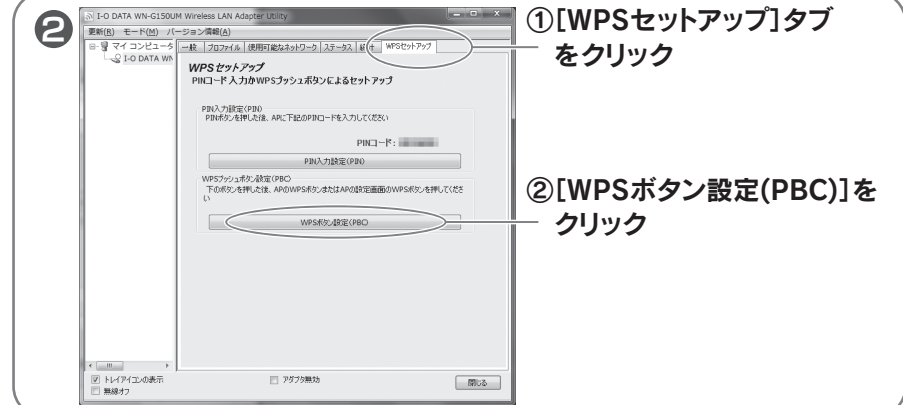 2
I-O DATA WN-G150UM Wireless LAN Adapter Utility
①[WPSセットアップ]タブ
をクリック
更新(R) モード(M) バージョン情報(A)
マイ コンピュータ
I-O DATA WN
一般 プロファイル 使用可能なネットワーク ステータス WPSセットアップ
WPSセットアップ
PINコード入力かWPSプッシュボタンによるセットアップ
PIN入力設定(PIN)
PINボタンを押した後、APに下記のPINコードを入力してください
PINコード:
PIN入力設定(PIN)
WPSプッシュボタン設定(PBC)
下のボタンを押した後、APのWPSボタンまたはAPの設定画面のWPSボタンを押してくださ
い
WPSボタン設定(PBC)
②[WPSボタン設定(PBC)]を
クリック
トレイアイコンの表示
無線オフ
アダプタ無効
閉じる